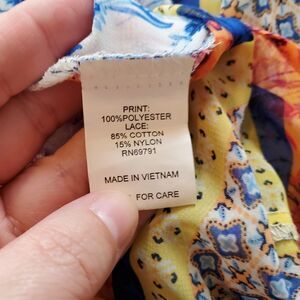 PRINT:
100%POLYESTER
LACE:
85% COTTON
15% NYLON
RN69791
MADE IN VIETNAM
FOR CARE